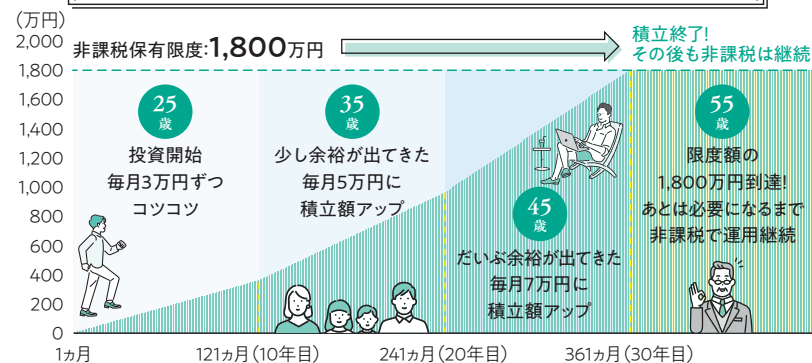 (万円)
2,000
1,800
1,600
1,400
1,200
1,000
800
600
400
200
0
非課税保有限度:1,800万円
積立終了!
その後も非課税は継続
25
歳
投資開始
毎月3万円ずつ
コツコツ
35
歳
少し余裕が出てきた
毎月5万円に
積立額アップ
45
歳
だいぶ余裕が出てきた
毎月7万円に
積立額アップ
55
歳
限度額の
1,800万円到達!
あとは必要になるまで
非課税で運用継続
1ヵ月
121ヵ月(10年目)
241ヵ月(20年目)
361ヵ月(30年目)